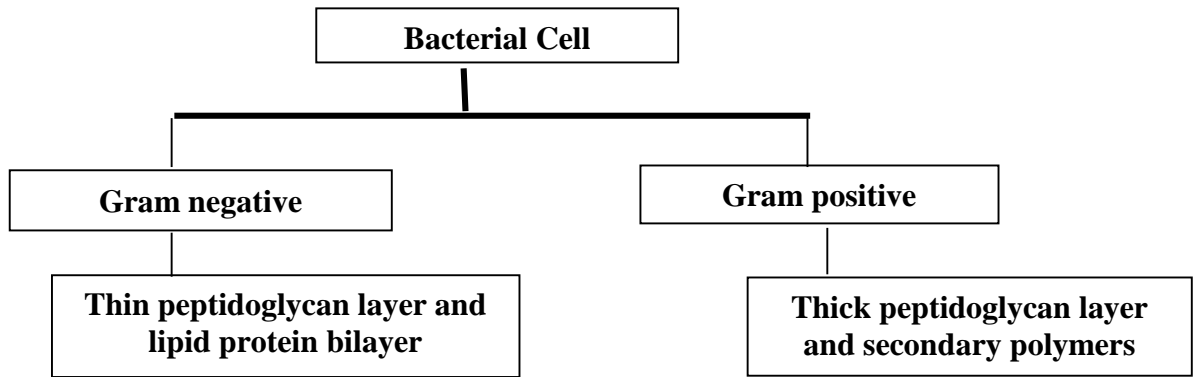 Bacterial Cell
Gram negative
Gram positive
Thin peptidoglycan layer and
lipid protein bilayer
Thick peptidoglycan layer
and secondary polymers